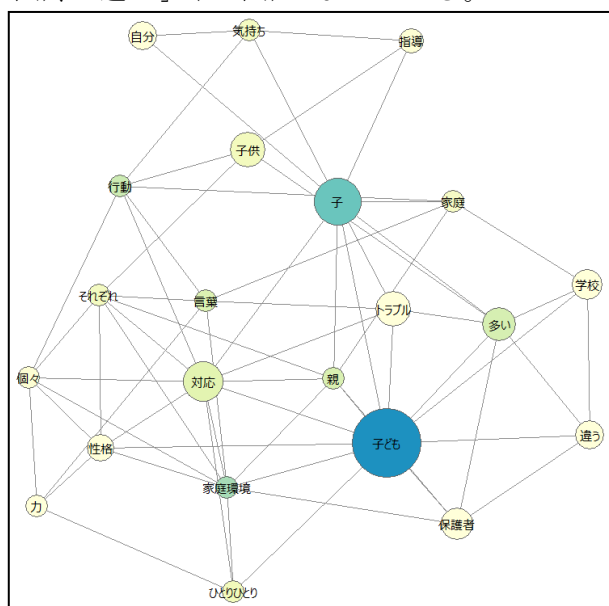 自分
気持ち
指導
子供
行動
子
家庭
それぞれ
言葉
トラブル
学校
多い
個々
対応
親
性格
子ども
違う
家庭環境
力
保護者
ひとりひとり